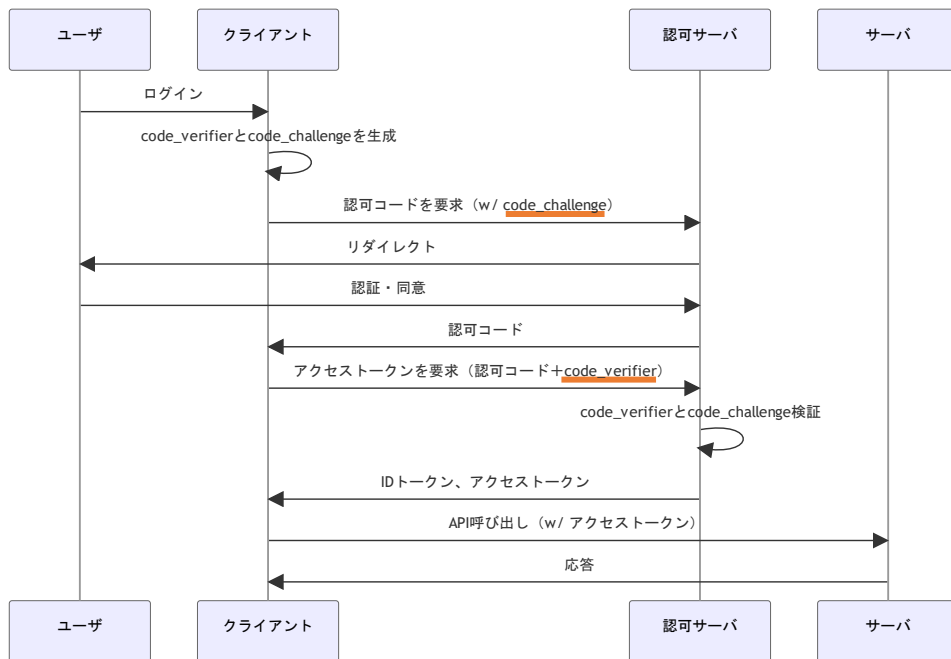 ユーザ
クライアント
認可サーバ
サーバ
ログイン
code_verifierとcode_challengeを生成
認可コードを要求（w/ code_challenge）
リダイレクト
認証・同意
認可コード
アクセストークンを要求（認可コード＋code_verifier）
code_verifierとcode_challenge検証
IDトークン、アクセストークン
API呼び出し（w/ アクセストークン）
応答
ユーザ
クライアント
認可サーバ
サーバ